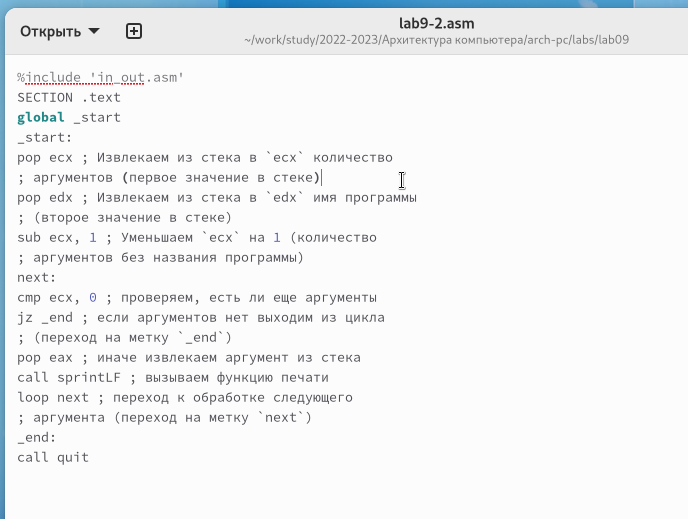 Открыть
lab9-2.asm
~/work/study/2022-2023/Архитектура компьютера/arch-pc/labs/lab09
%include 'in_out.asm'
SECTION .text
global _start
_start:
pop ecx ; Извлекаем из стека в `ecx` количество
; аргументов (первое значение в стеке)
pop edx ; Извлекаем из стека в `edx` имя программы
; (второе значение в стеке)
sub ecx, 1 ; Уменьшаем `ecx` на 1 (количество
; аргументов без названия программы)
next:
cmp ecx, 0 ; проверяем, есть ли еще аргументы
jz _end ; если аргументов нет выходим из цикла
; (переход на метку `_end`)
pop eax ; иначе извлекаем аргумент из стека
call sprintLF ; вызываем функцию печати
loop next ; переход к обработке следующего
; аргумента (переход на метку `next`)
_end:
call quit